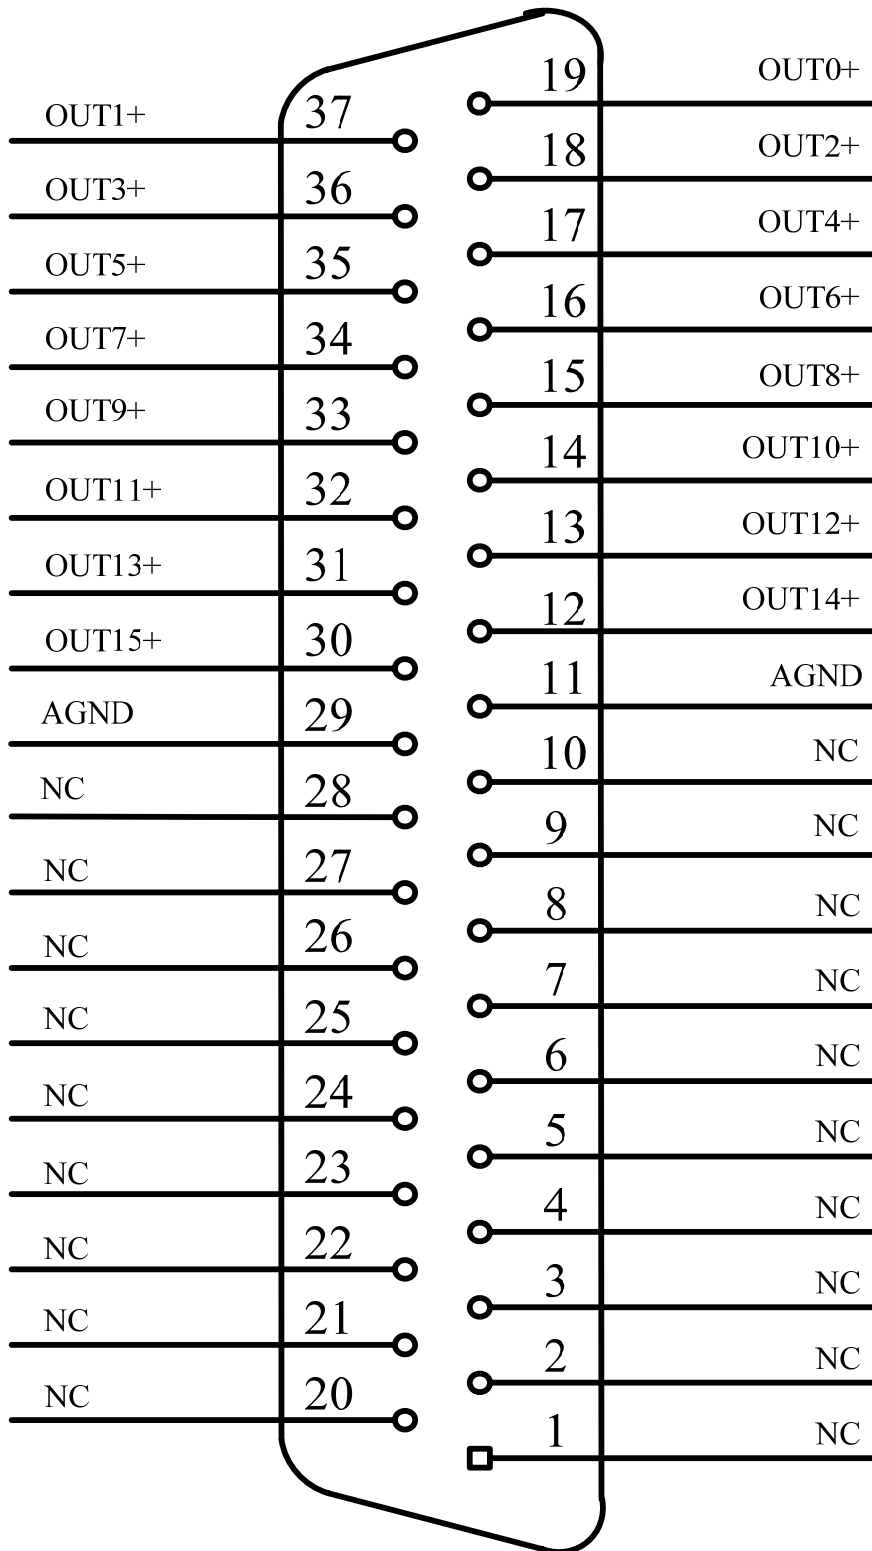 19 OUT0+
OUT1+ 37
18 OUT2+
OUT3+ 36
17 OUT4+
OUT5+ 35
16 OUT6+
OUT7+ 34
15 OUT8+
OUT9+ 33
14 OUT10+
OUT11+ 32
13 OUT12+
OUT13+ 31
12 OUT14+
OUT15+ 30
11 AGND
AGND 29
10 NC
NC 28
9 NC
NC 27
8 NC
NC 26
7 NC
NC 25
6 NC
NC 24
5 NC
NC 23
4 NC
NC 22
3 NC
NC 21
2 NC
NC 20
1 NC